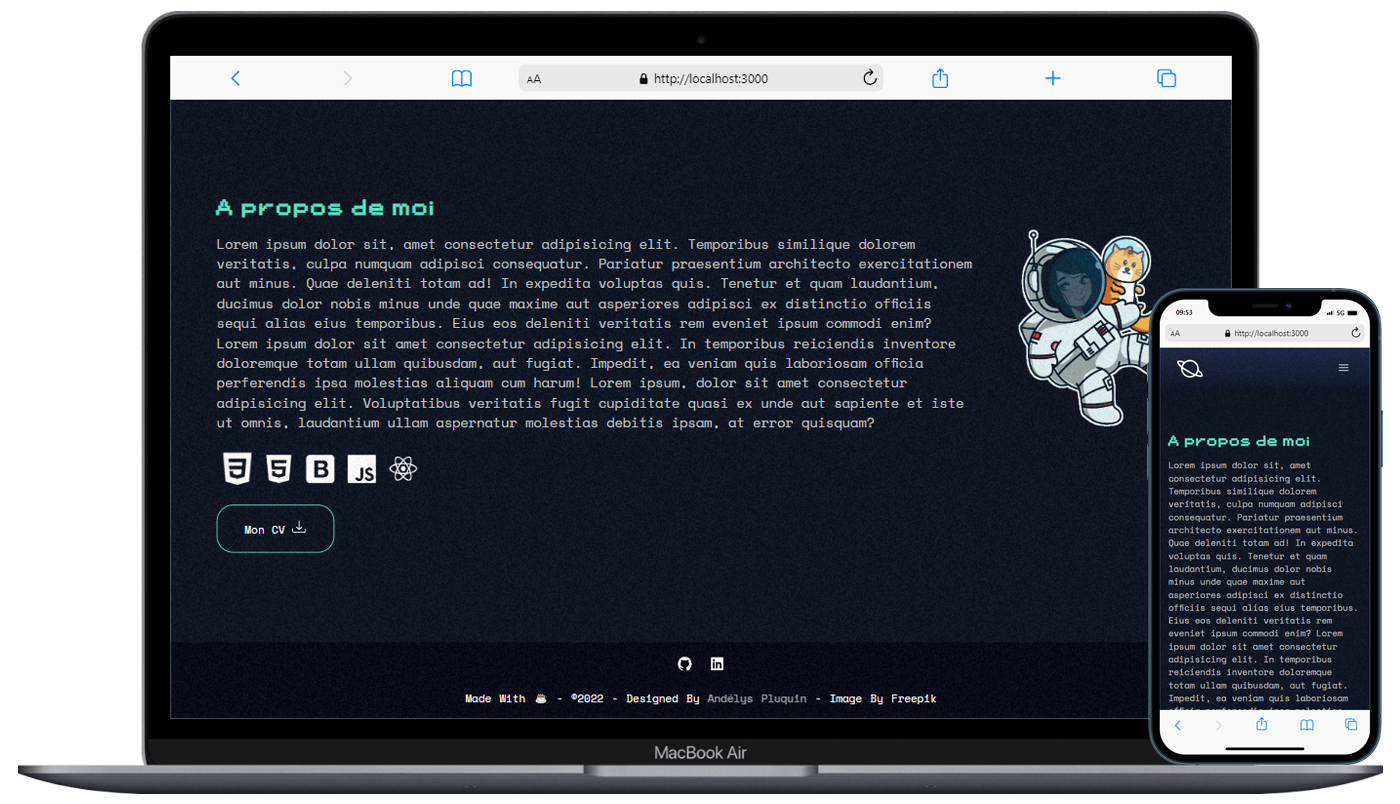 AA http://localhost:3000
A propos de moi
Lorem ipsum dolor sit, amet consectetur adipisicing elit. Temporibus similique dolorem
veritatis, culpa numquam adipisci consequatur. Pariatur praesentium architecto exercitationem
aut minus. Quae deleniti totam ad! In expedita voluptas quis. Tenetur et quam laudantium,
ducimus dolor nobis minus unde quae maxime aut asperiores adipisci ex distinctio officiis
sequi alias eius temporibus. Eius eos deleniti veritatis rem eveniet ipsum commodi enim?
Lorem ipsum dolor sit amet consectetur adipisicing elit. In temporibus reiciendis inventore
doloremque totam ullam quibusdam, aut fugiat. Impedit, ea veniam quis laboriosam officia
perferendis ipsa molestias aliquam cum harum! Lorem ipsum, dolor sit amet consectetur
adipisicing elit. Voluptatibus veritatis fugit cupiditate quasi ex unde aut sapiente et iste
ut omnis, laudantium ullam aspernatur molestias debitis ipsam, at error quisquam?
3 5 B JS
Mon CV
in
Made With ☕ - ©2022 - Designed By Andélys Pluquin - Image By Freepik
MacBook Air
09:53 5G
AA http://localhost:3000
A propos de moi
Lorem ipsum dolor sit, amet
consectetur adipisicing elit.
Temporibus similique dolorem
veritatis, culpa numquam adipisci
consequatur. Pariatur praesentium
architecto exercitationem aut minus.
Quae deleniti totam ad! In expedita
voluptas quis. Tenetur et quam
laudantium, ducimus dolor nobis
minus unde quae maxime aut
asperiores adipisci ex distinctio
officiis sequi alias eius temporibus.
Eius eos deleniti veritatis rem
eveniet ipsum commodi enim? Lorem
ipsum dolor sit amet consectetur
adipisicing elit. In temporibus
reiciendis inventore doloremque
totam ullam quibusdam, aut fugiat.
Impedit, ea veniam quis laboriosam